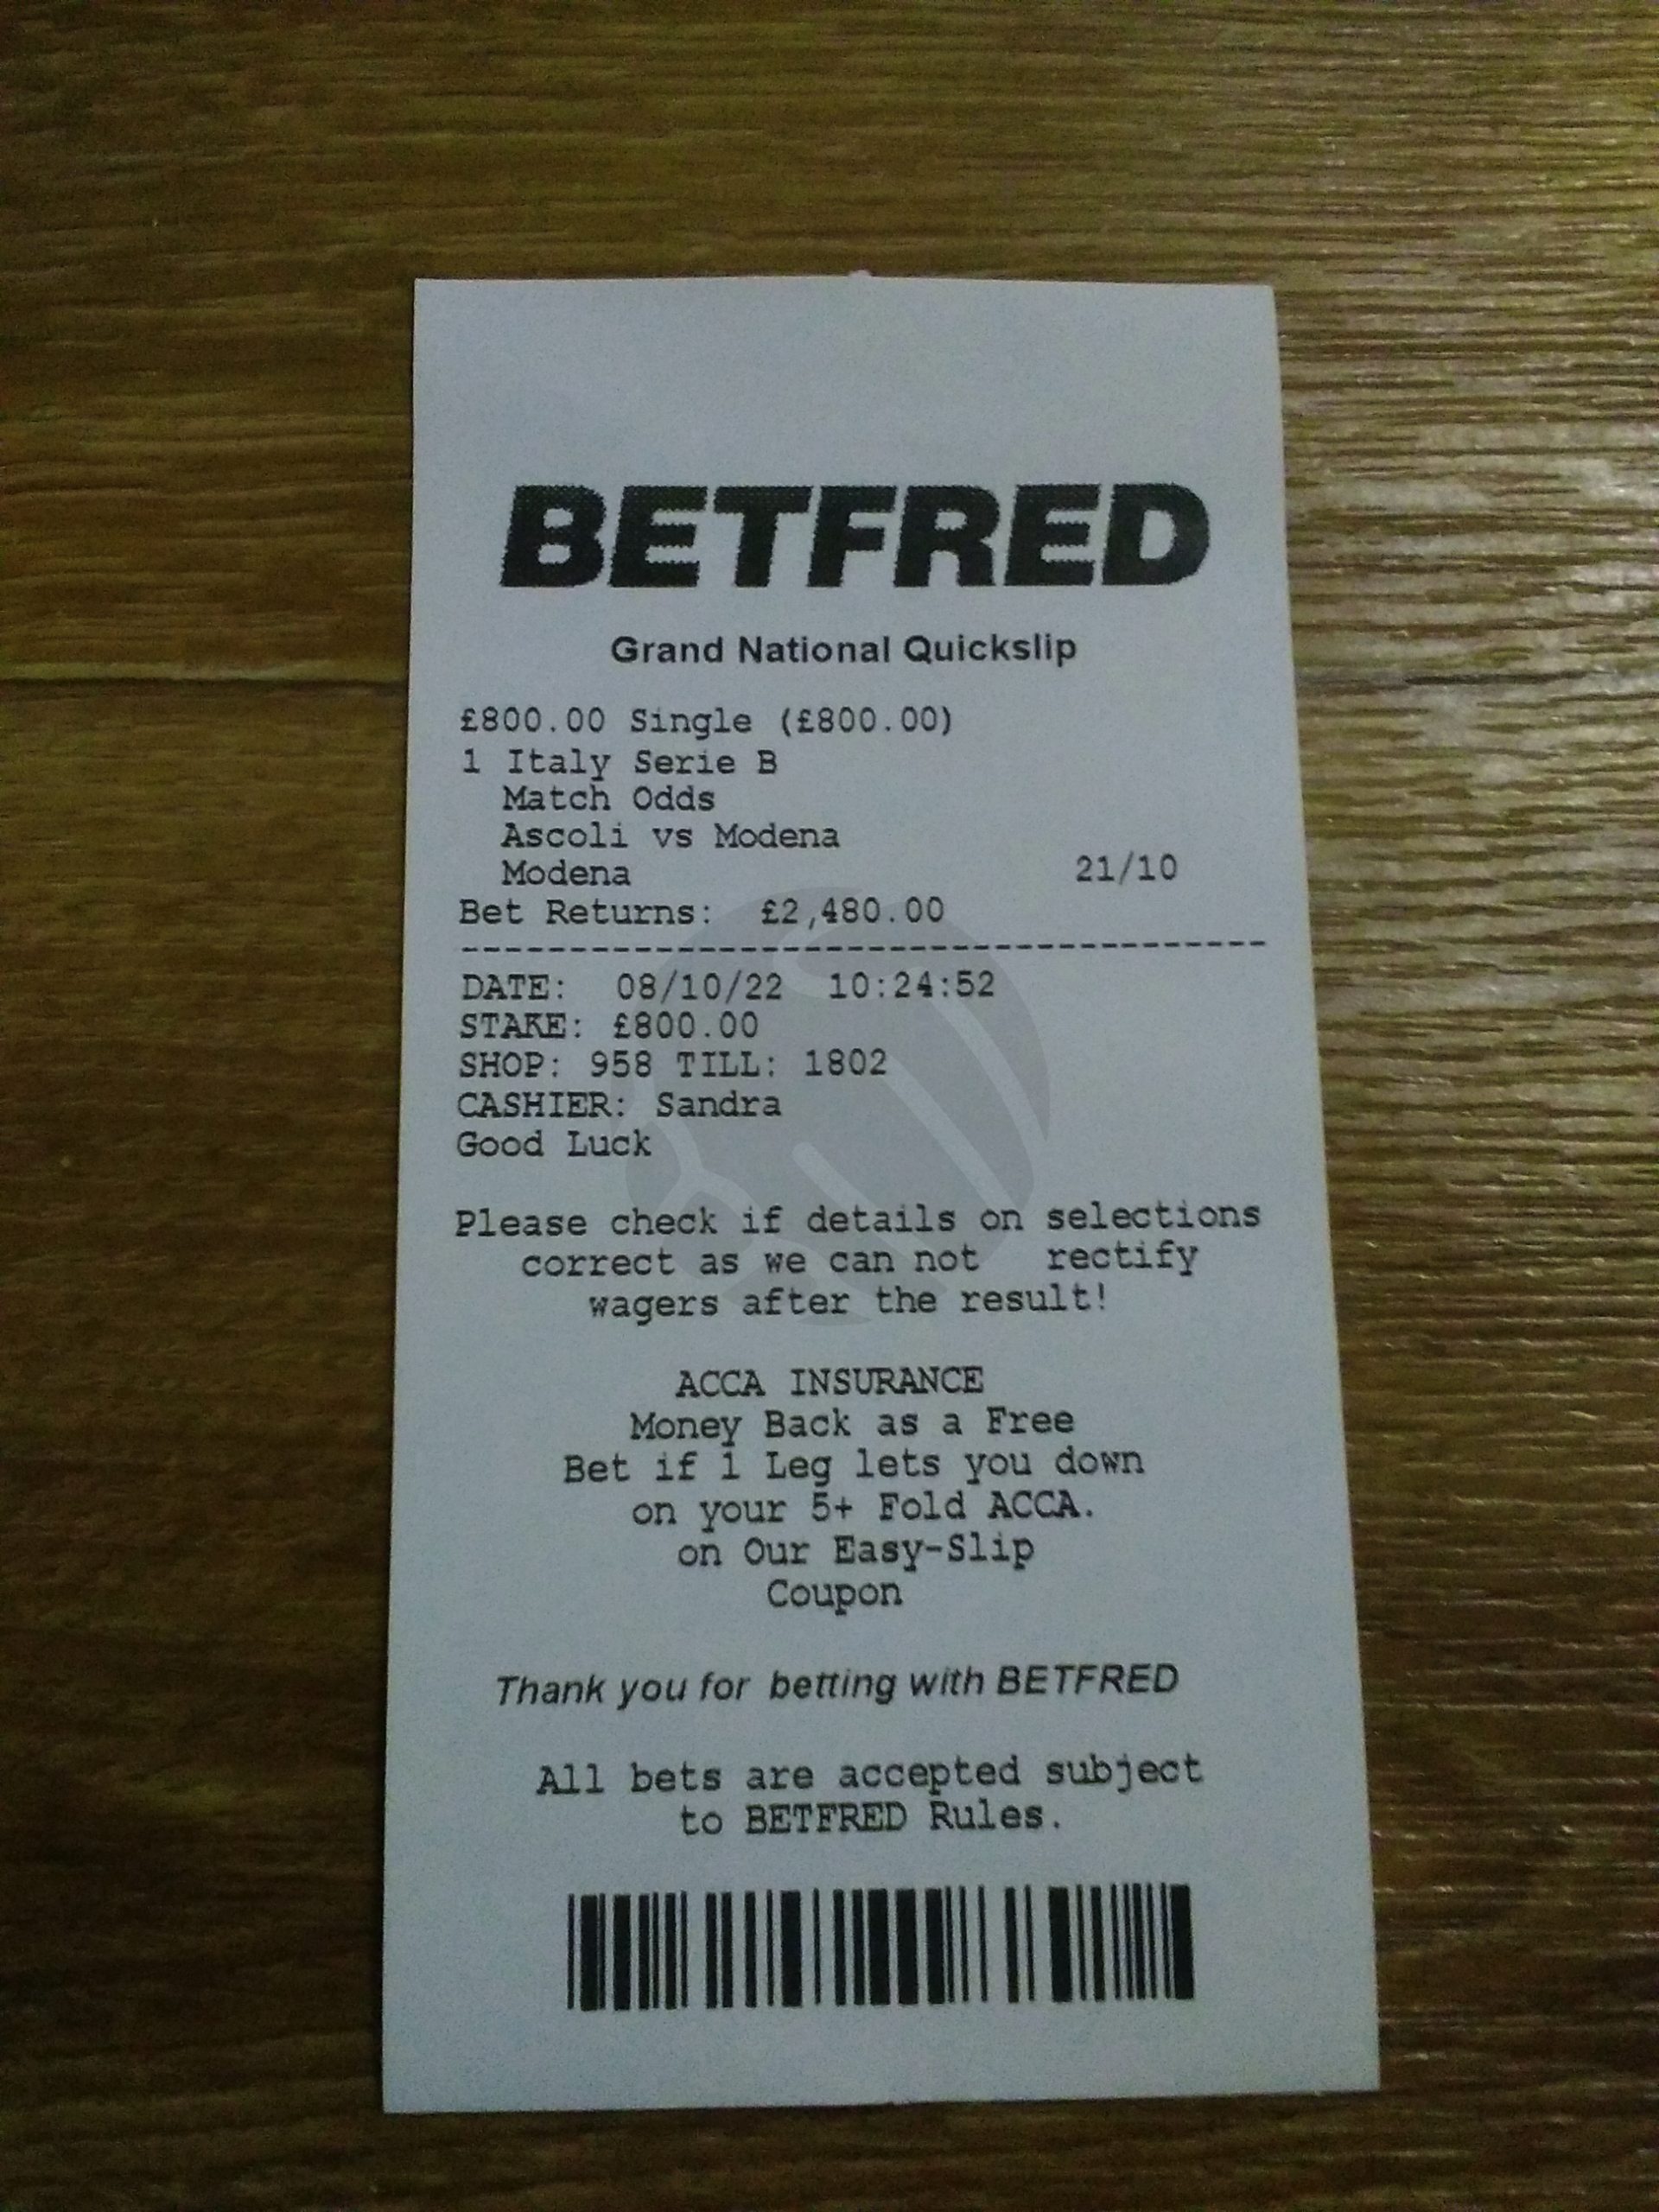 BETFRED
Grand National Quickslip
£800.00 Single (£800.00)
1 Italy Serie B
Match Odds
Ascoli vs Modena
Modena 21/10
Bet Returns: £2,480.00
------------------------------------
DATE: 08/10/22 10:24:52
STAKE: £800.00
SHOP: 958 TILL: 1802
CASHIER: Sandra
Good Luck
Please check if details on selections
correct as we can not rectify
wagers after the result!
ACCA INSURANCE
Money Back as a Free
Bet if 1 Leg lets you down
on your 5+ Fold ACCA.
on Our Easy-Slip
Coupon
Thank you for betting with BETFRED
All bets are accepted subject
to BETFRED Rules.